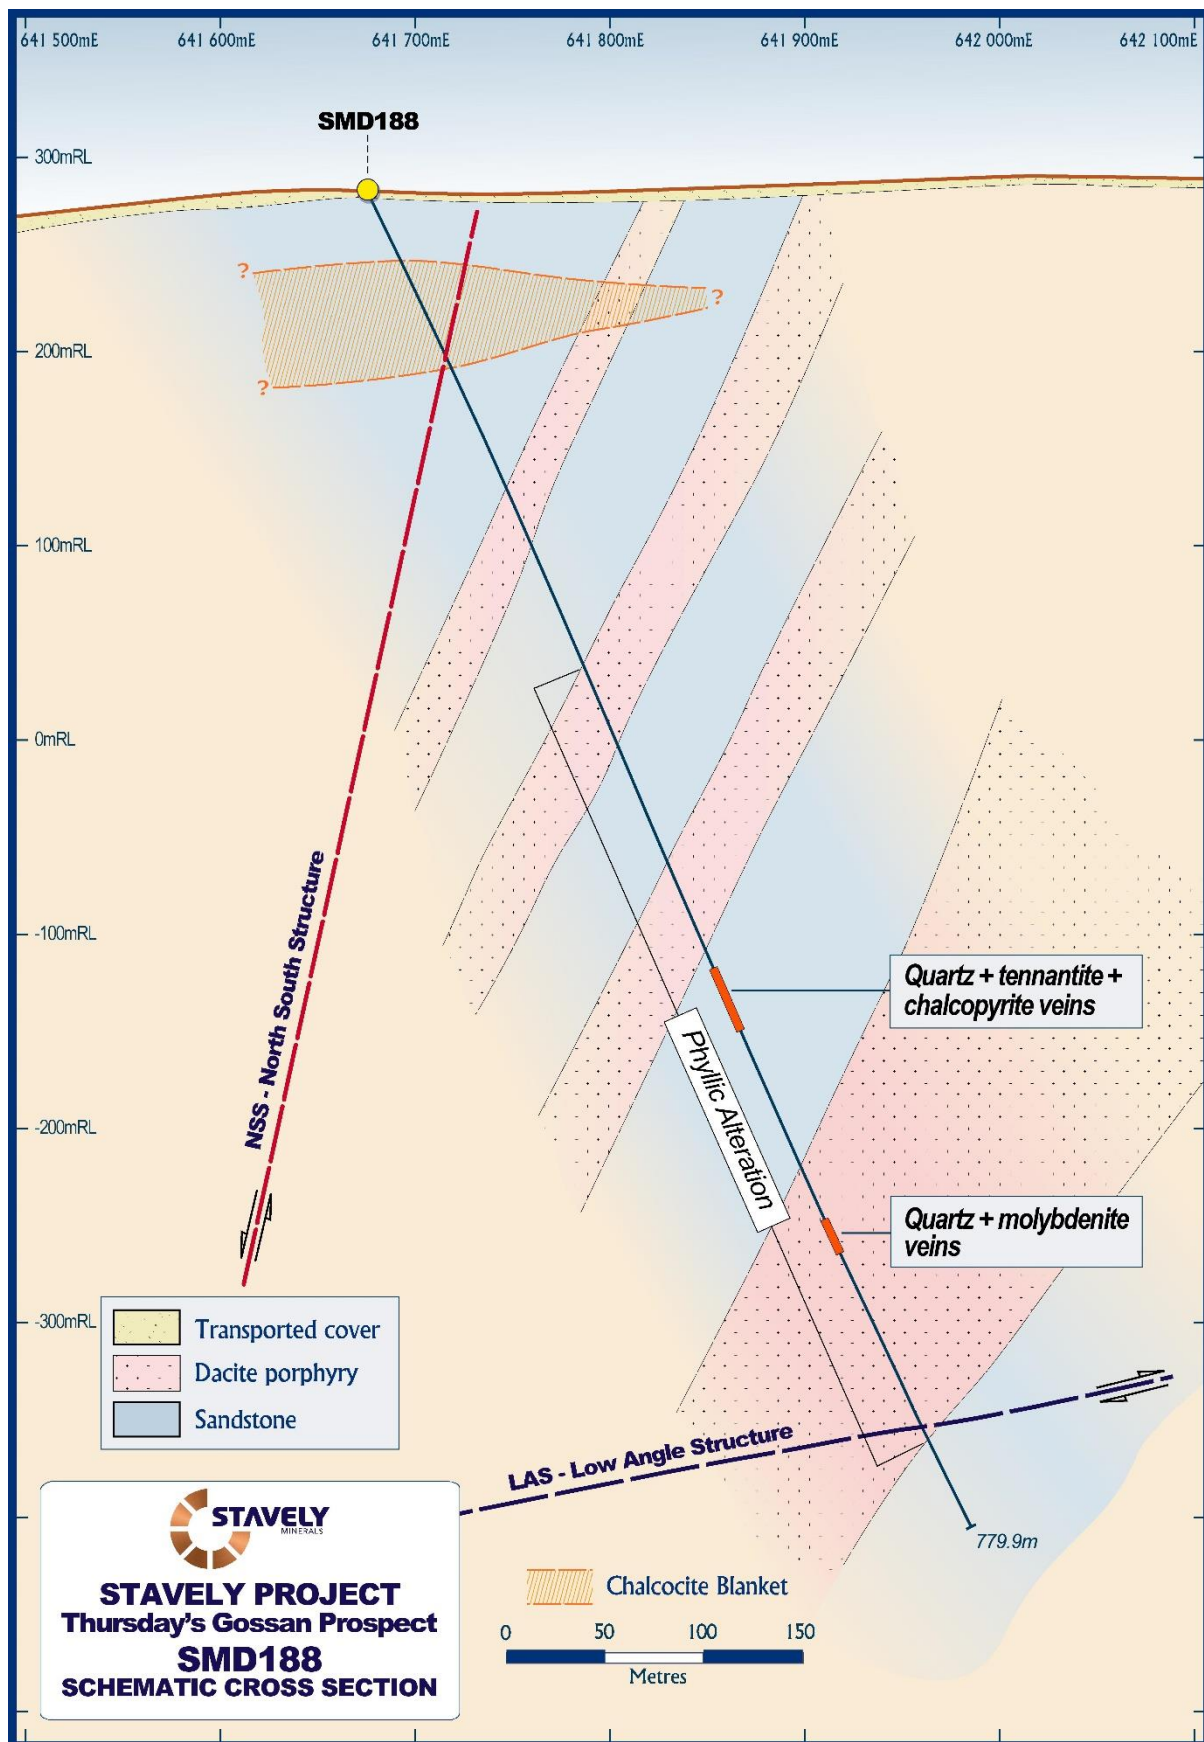 641 500mE
641 600mE
641 700mE
641 800mE
641 900mE
642 000mE
642 100mE
SMD188
300mRL
?
?
200mRL
?
100mRL
0mRL
NSS - North South Structure
-100mRL
Quartz + tennantite +
chalcopyrite veins
Phyllic Alteration
-200mRL
Quartz + molybdenite
veins
-300mRL
Transported cover
Dacite porphyry
Sandstone
LAS - Low Angle Structure
779.9m
STAVELY
MINERALS
STAVELY PROJECT
Thursday's Gossan Prospect
SMD188
SCHEMATIC CROSS SECTION
Chalcocite Blanket
0
50
100
150
Metres